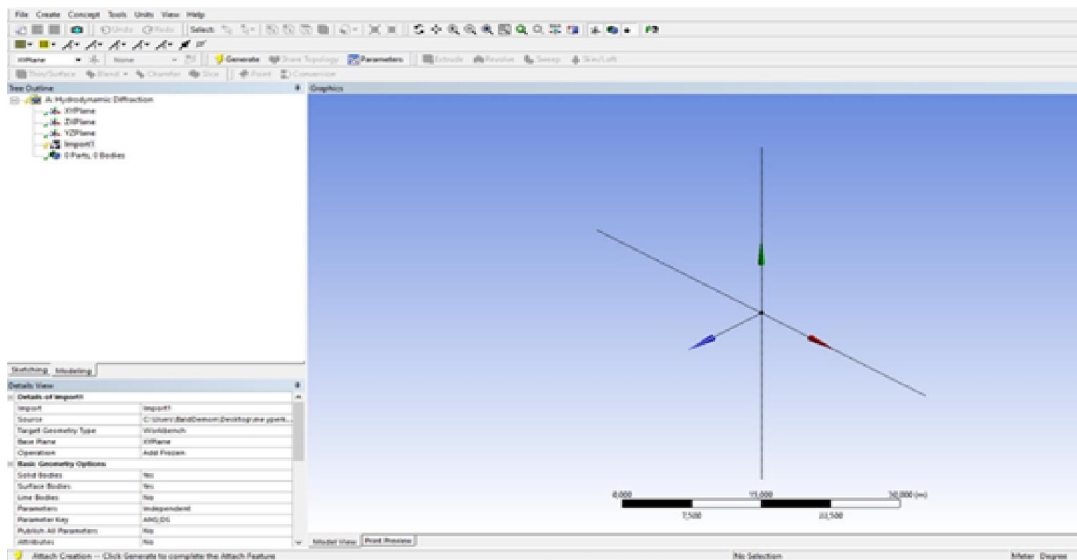 File Create Concept Tools Units View Help
Undo Redo Select:
XYPlane None Generate Share Topology Parameters Extrude Revolve Sweep Skin/Loft
Thin/Surface Blend Chamfer Slice Point Conversion
Tree Outline
A: Hydrodynamic Diffraction
XYPlane
ZXPlane
YZPlane
Import1
0 Parts, 0 Bodies
Graphics
Sketching Modeling
Details View
Details of Import1
Import Import1
Source
Target Geometry Type Workbench
Base Plane XYPlane
Operation Add Frozen
Basic Geometry Options
Solid Bodies Yes
Surface Bodies Yes
Line Bodies No
Parameters Independent
Parameter Key ANS;DS
Publish All Parameters No
Attributes No
0,000 15,000 30,000 (m)
7,500 22,500
Model View Print Preview
Attach Creation -- Click Generate to complete the Attach Feature No Selection Meter Degree